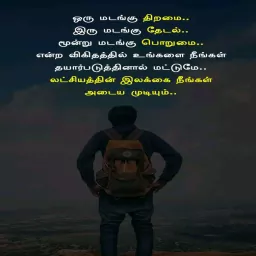 ஒரு மடங்கு திறமை..
இரு மடங்கு தேடல்..
மூன்று மடங்கு பொறுமை..
என்ற விகிதத்தில் உங்களை நீங்கள்
தயார்படுத்தினால் மட்டுமே..
லட்சியத்தின் இலக்கை நீங்கள்
அடைய முடியும்..